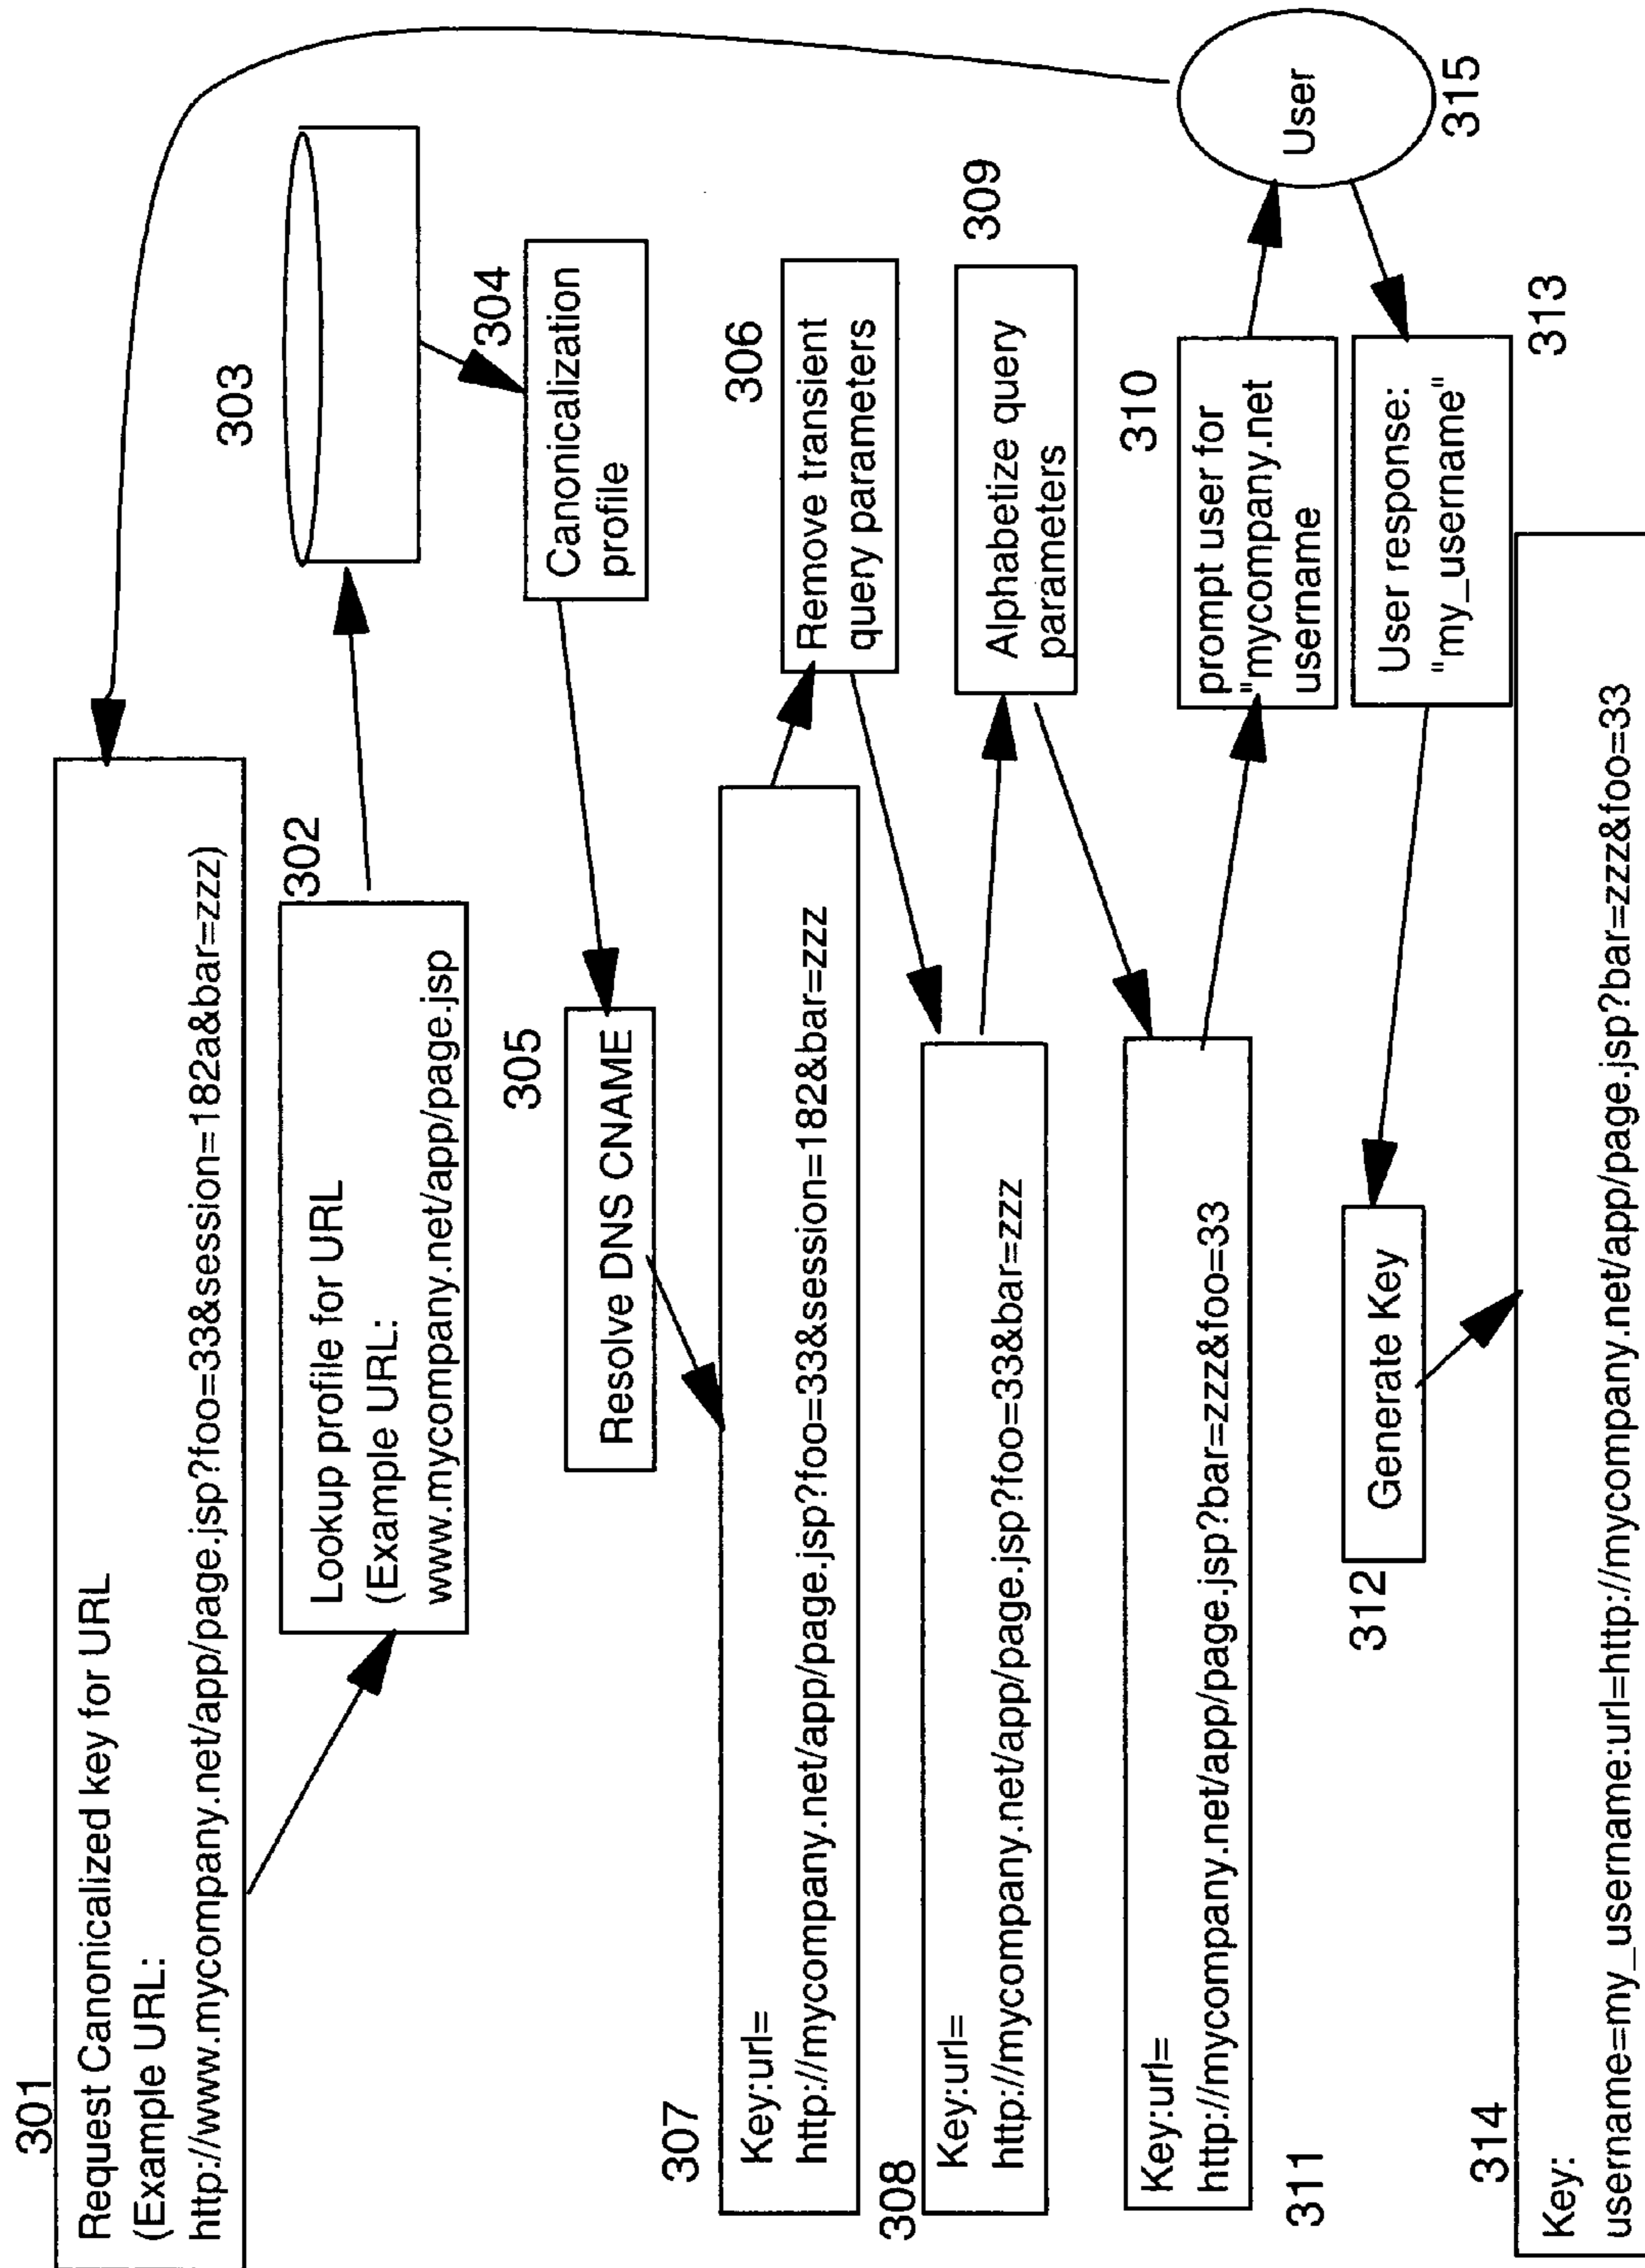 301
Request Canonicalized key for URL
(Example URL:
http://www.mycompany.net/app/page.jsp?foo=33&session=182a&bar=zzz)
302
Lookup profile for URL
(Example URL:
www.mycompany.net/app/page.jsp
303
304
Canonicalization
profile
305
Resolve DNS CNAME
307
Key:url=
http://mycompany.net/app/page.jsp?foo=33&session=182&bar=zzz
306
Remove transient
query parameters
308
Key:url=
http://mycompany.net/app/page.jsp?foo=33&bar=zzz
309
Alphabetize query
parameters
311
Key:url=
http://mycompany.net/app/page.jsp?bar=zzz&foo=33
310
prompt user for
"mycompany.net
username
User
315
313
User response:
"my_username"
312
Generate Key
314
Key:
username=my_username:url=http://mycompany.net/app/page.jsp?bar=zzz&foo=33